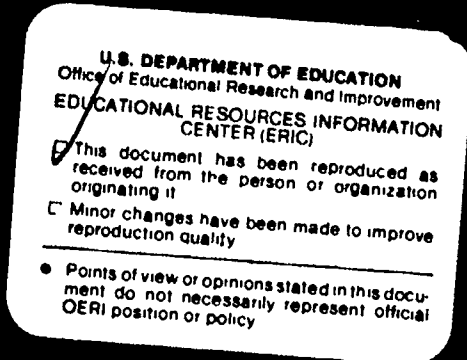 U.S. DEPARTMENT OF EDUCATION
Office of Educational Research and Improvement
EDUCATIONAL RESOURCES INFORMATION
CENTER (ERIC)
This document has been reproduced as
received from the person or organization
originating it
Minor changes have been made to improve
reproduction quality
• Points of view or opinions stated in this docu-
ment do not necessarily represent official
OERI position or policy